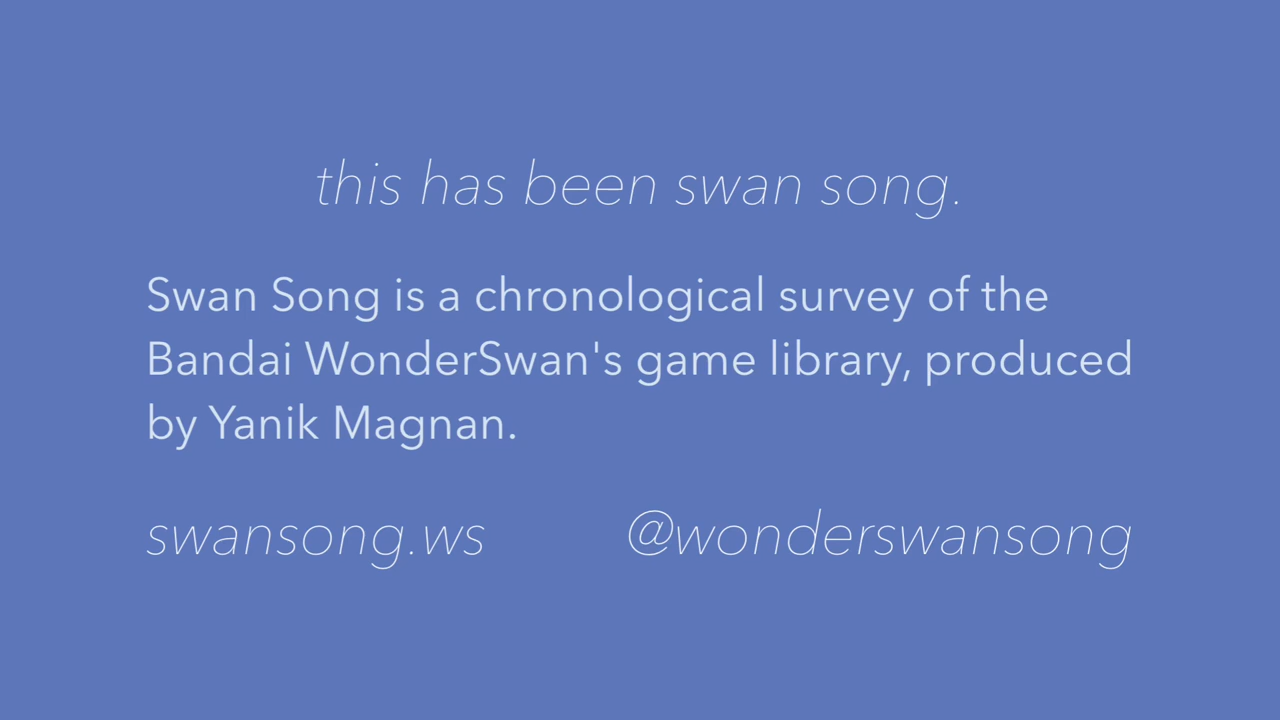 this has been swan song.
Swan Song is a chronological survey of the
Bandai WonderSwan's game library, produced
by Yanik Magnan.
swansong.ws @wonderswansong